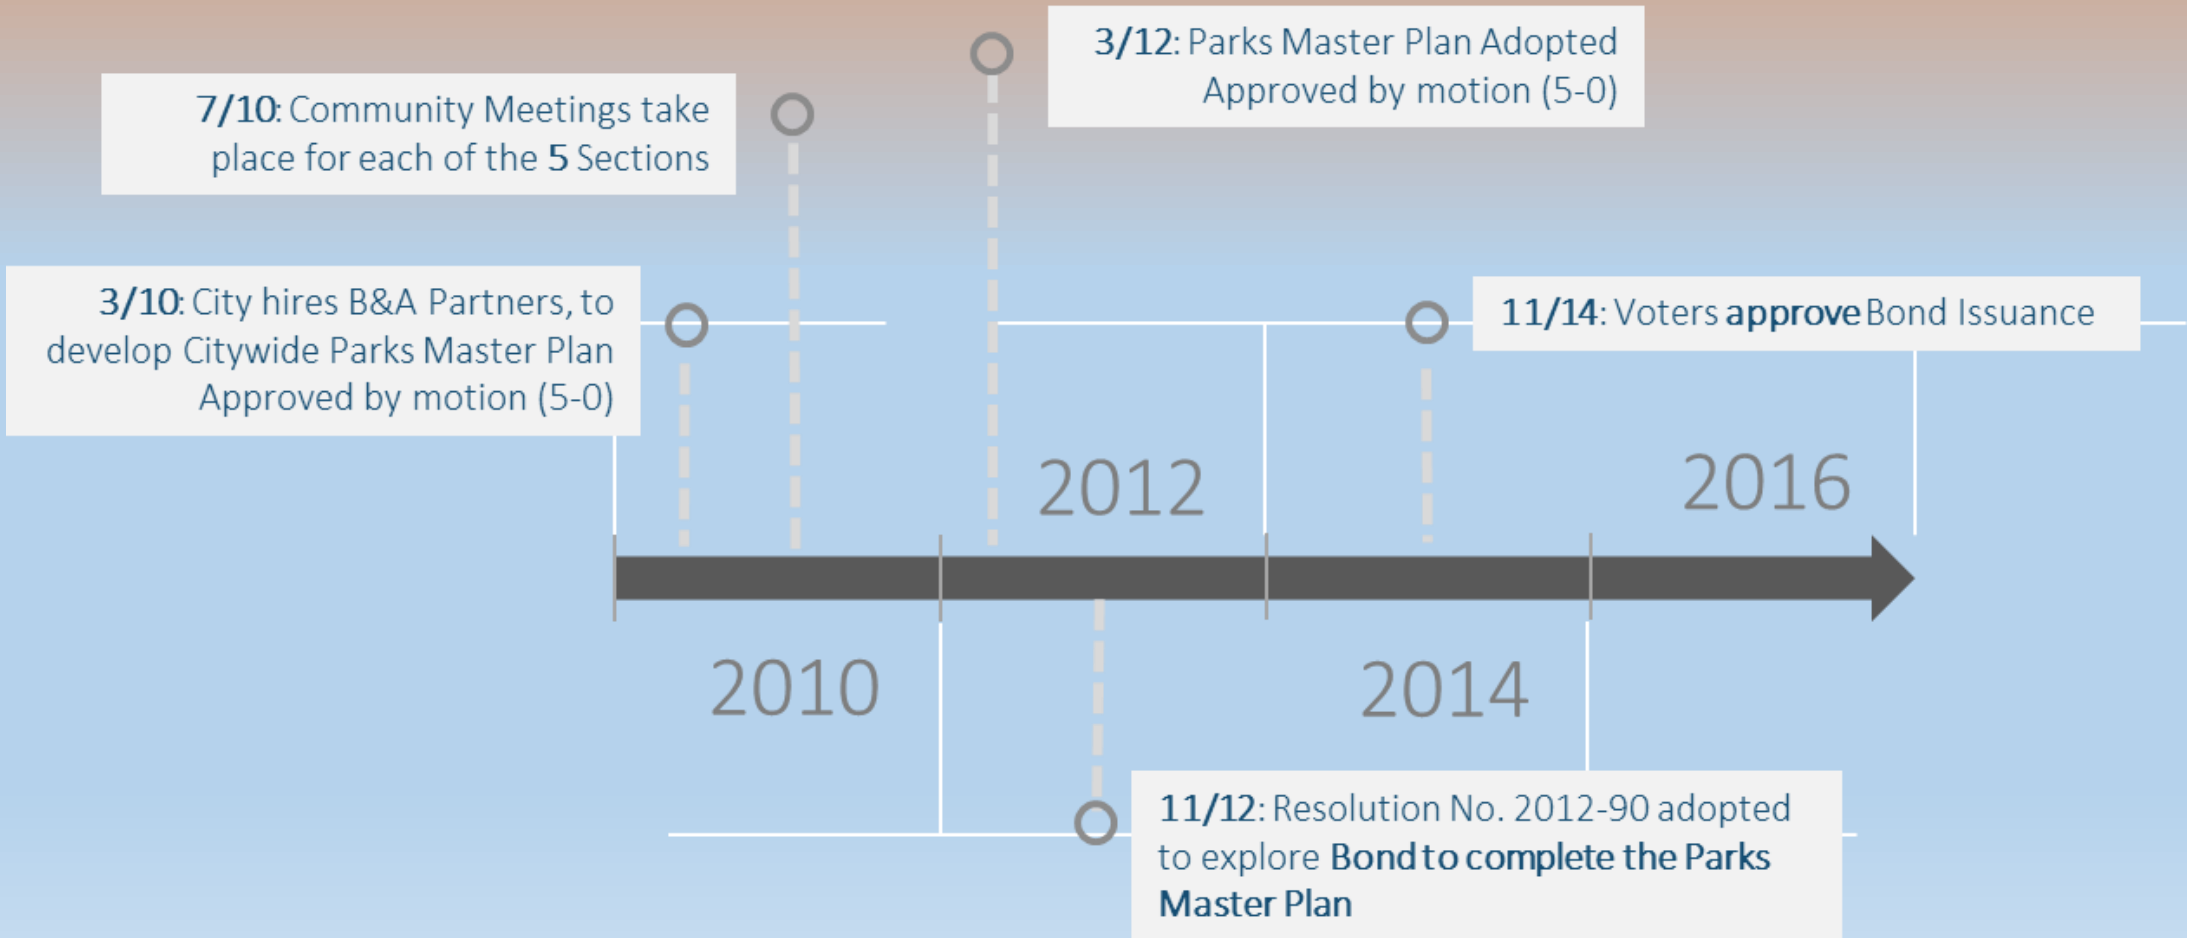 3/12: Parks Master Plan Adopted
Approved by motion (5-0)
7/10: Community Meetings take
place for each of the 5 Sections
3/10: City hires B&A Partners, to
develop Citywide Parks Master Plan
Approved by motion (5-0)
11/14: Voters approve Bond Issuance
2012
2016
2010
2014
11/12: Resolution No. 2012-90 adopted
to explore Bond to complete the Parks
Master Plan